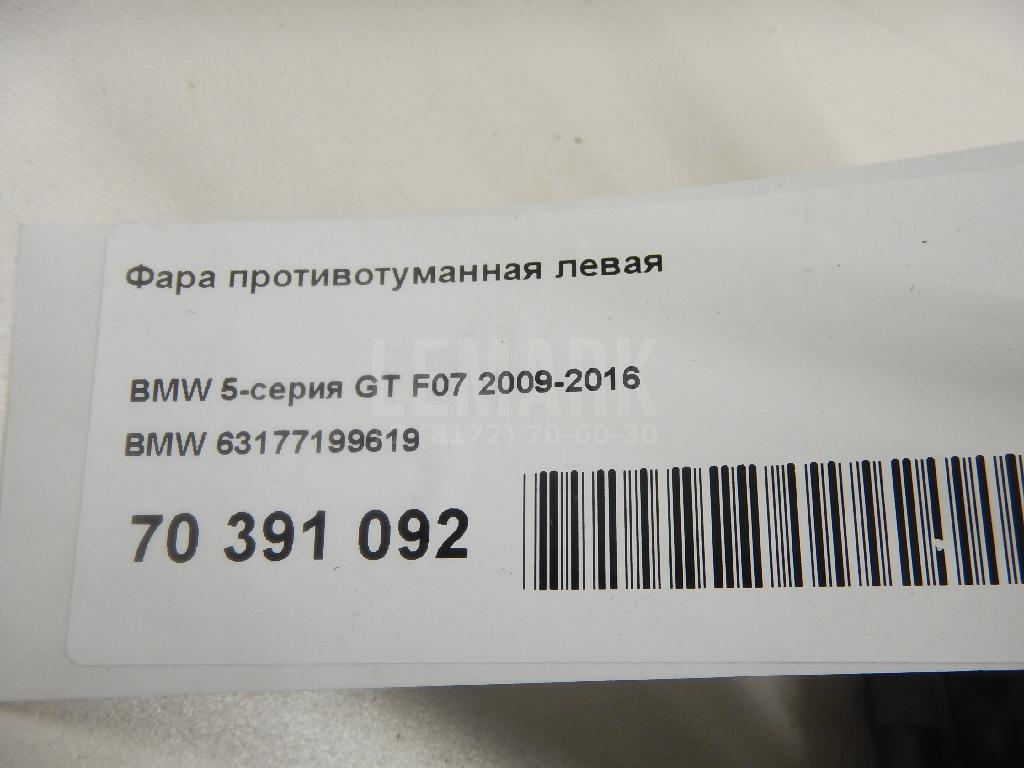 Фара противотуманная левая
LEMARK
BMW 5-серия GT F07 2009-2016
(8172) 70-60-30
BMW 63177199619
70 391 092